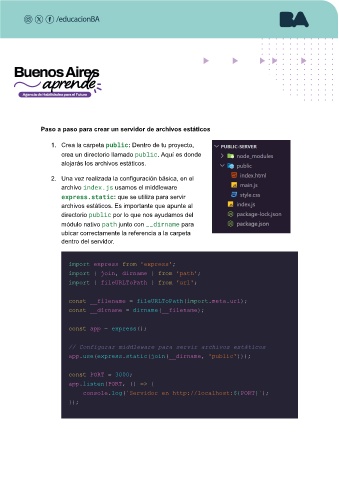 /educacionBA
BA
Buenos Aires
aprende
Agencia de Habilidades para el Futuro
Paso a paso para crear un servidor de archivos estáticos
1. Crea la carpeta public: Dentro de tu proyecto,
crea un directorio llamado public. Aquí es donde
alojarás los archivos estáticos.
2. Una vez realizada la configuración básica, en el
archivo index.js usamos el middleware
express.static: que se utiliza para servir
archivos estáticos. Es importante que apunte al
directorio public por lo que nos ayudamos del
módulo nativo path junto con __dirname para
ubicar correctamente la referencia a la carpeta
dentro del servidor.
PUBLIC-SERVER
node_modules
public
index.html
main.js
style.css
index.js
package-lock.json
package.json
import express from 'express';
import { join, dirname } from 'path';
import { fileURLToPath } from 'url';
const __filename = fileURLToPath(import.meta.url);
const __dirname = dirname(__filename);
const app = express();
// Configurar middleware para servir archivos estáticos
app.use(express.static(join(__dirname, 'public')));
const PORT = 3000;
app.listen(PORT, () => {
console.log(`Servidor en http://localhost:${PORT}`);
});